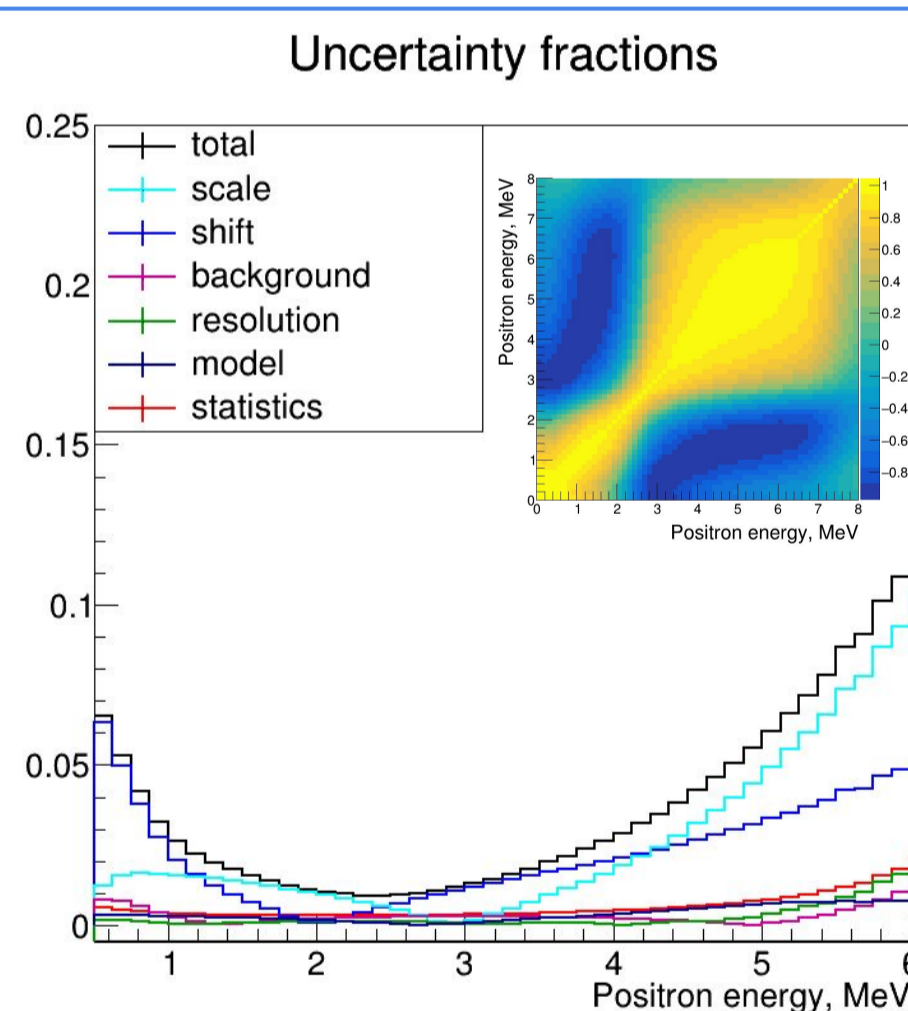 Uncertainty fractions
0.25
0.2
0.15
0.1
0.05
0
total
scale
shift
background
resolution
model
statistics
Positron energy, MeV
8
7
6
5
4
3
2
1
0
0 1 2 3 4 5 6 7 8
Positron energy, MeV
1
0.8
0.6
0.4
0.2
0
−0.2
−0.4
−0.6
−0.8
1 2 3 4 5 6
Positron energy, MeV